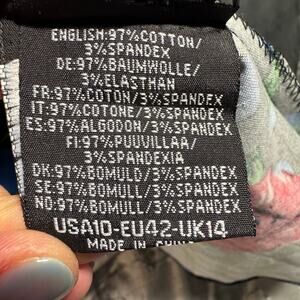 ENGLISH:97%COTTON/
3%SPANDEX
DE:97%BAUMWOLLE/
3%ELASTHAN
FR:97%COTON/3%SPANDEX
IT:97%COTONE/3%SPANDEX
ES:97%ALGODON/3%SPANDEX
FI:97%PUUVILLAA/
3%SPANDEXIA
DK:97%BOMULD/3%SPANDEX
SE:97%BOMULL/3%SPANDEX
NO:97%BOMULL/3%SPANDEX
USA10-EU42-UK14
MADE IN CHINA